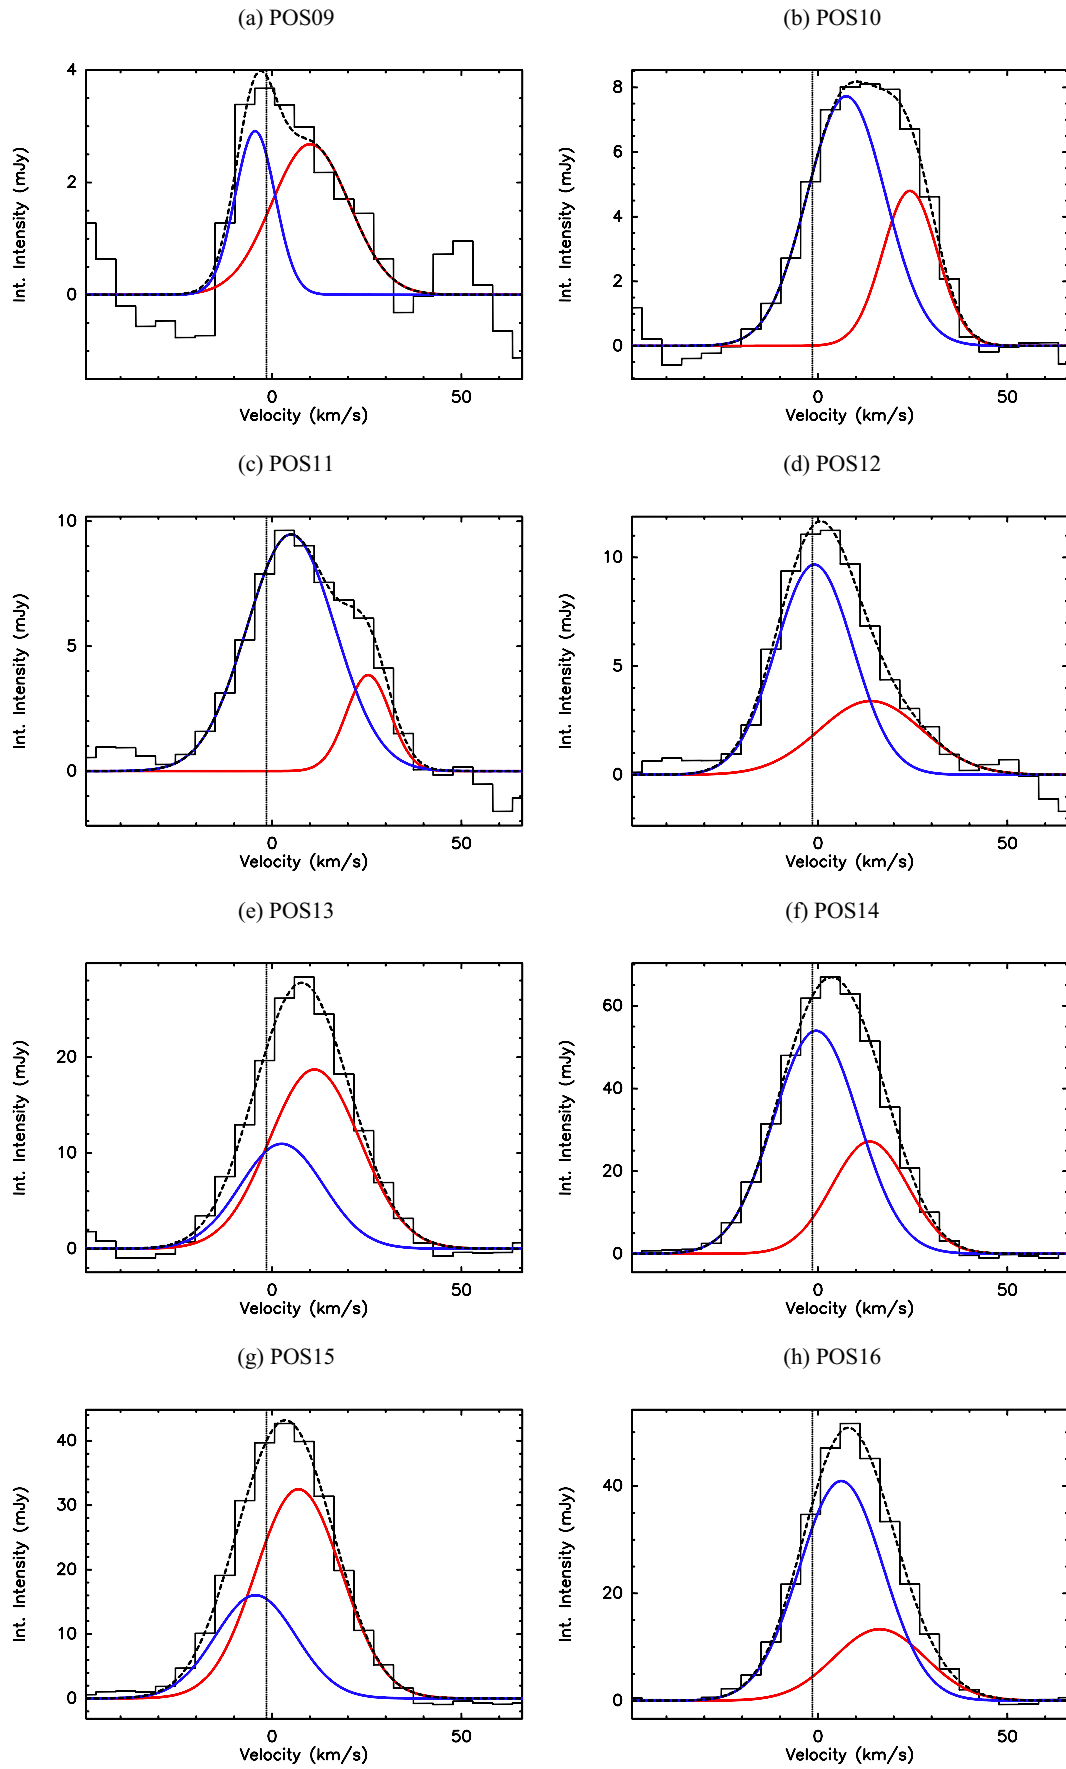 (a) POS09
(b) POS10
4
2
0
Int. Intensity (mJy)
0
50
Velocity (km/s)
8
6
4
2
0
Int. Intensity (mJy)
0
50
Velocity (km/s)
(c) POS11
(d) POS12
10
5
0
Int. Intensity (mJy)
0
50
Velocity (km/s)
10
5
0
Int. Intensity (mJy)
0
50
Velocity (km/s)
(e) POS13
(f) POS14
20
10
0
Int. Intensity (mJy)
0
50
Velocity (km/s)
60
40
20
0
Int. Intensity (mJy)
0
50
Velocity (km/s)
(g) POS15
(h) POS16
40
30
20
10
0
Int. Intensity (mJy)
0
50
Velocity (km/s)
40
20
0
Int. Intensity (mJy)
0
50
Velocity (km/s)